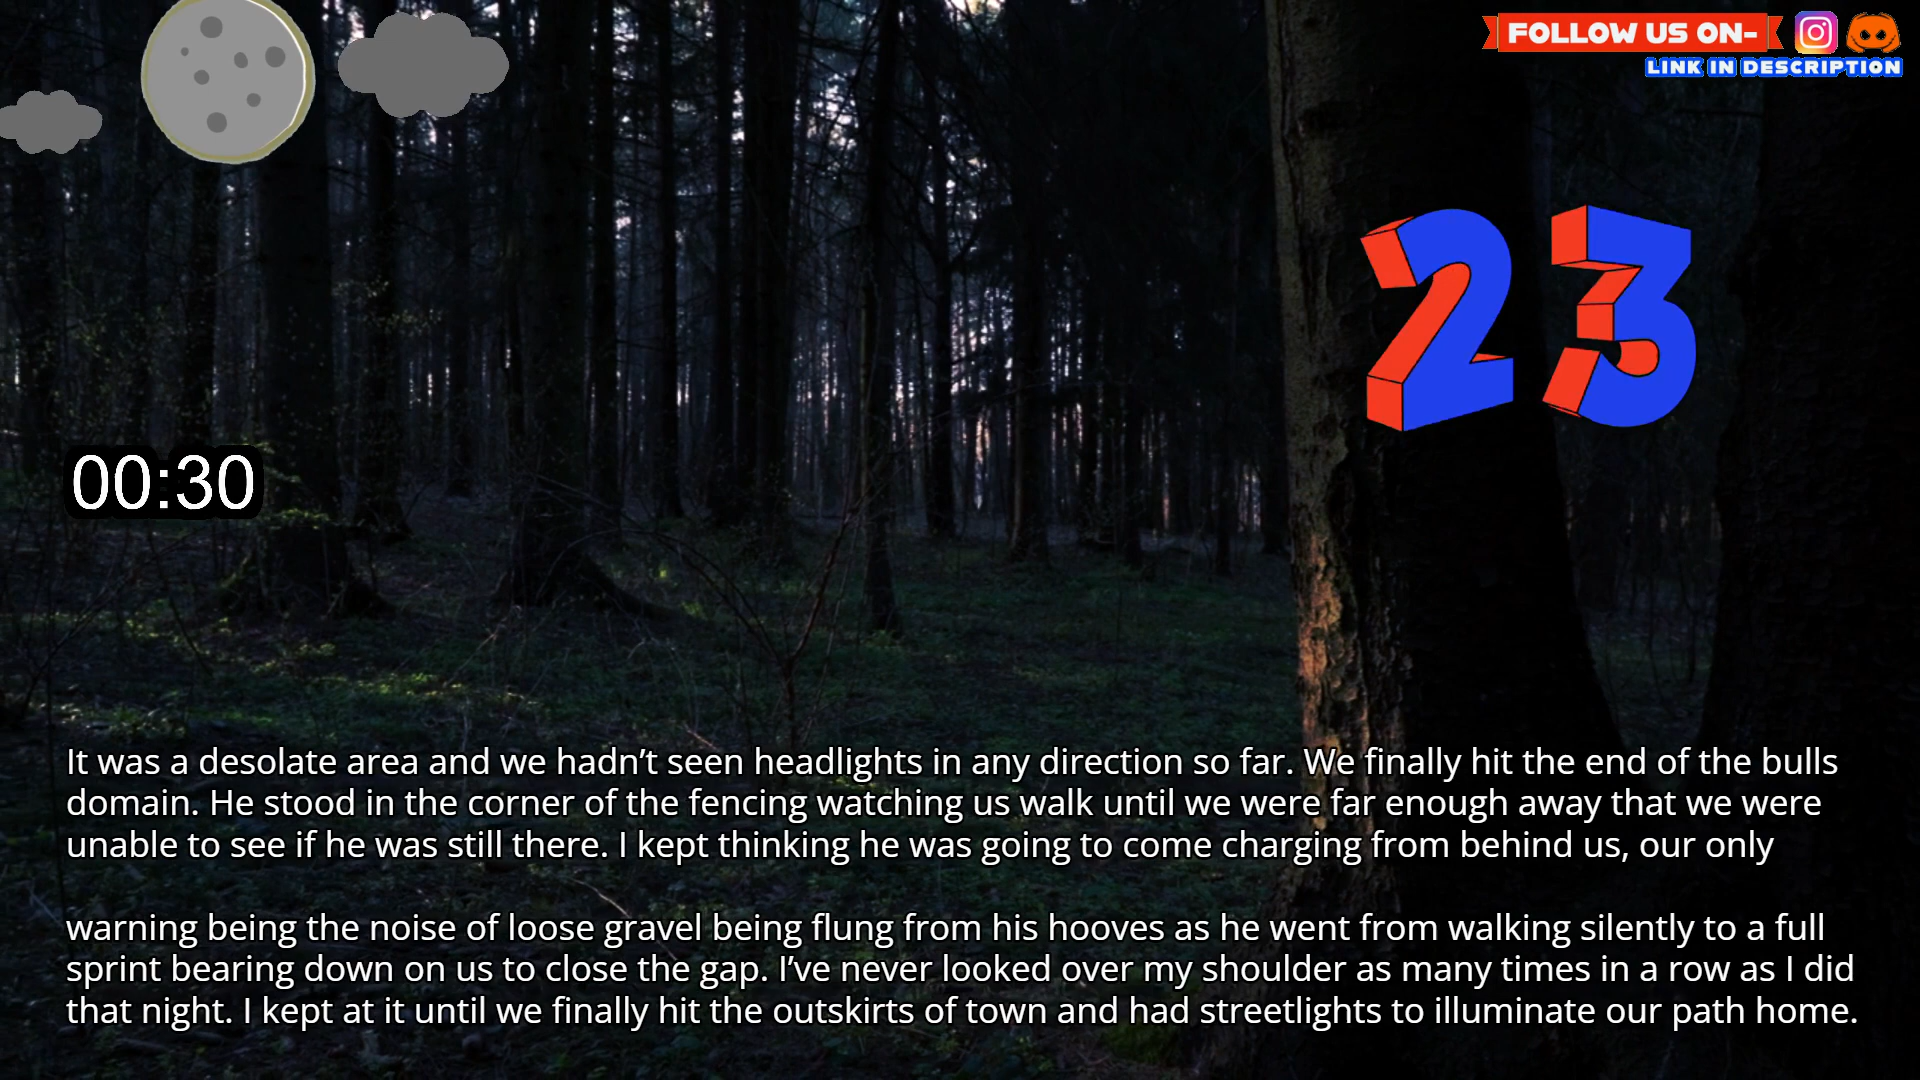 FOLLOW US ON-
LINK IN DESCRIPTION
23
00:30
It was a desolate area and we hadn’t seen headlights in any direction so far. We finally hit the end of the bulls
domain. He stood in the corner of the fencing watching us walk until we were far enough away that we were
unable to see if he was still there. I kept thinking he was going to come charging from behind us, our only
warning being the noise of loose gravel being flung from his hooves as he went from walking silently to a full
sprint bearing down on us to close the gap. I’ve never looked over my shoulder as many times in a row as I did
that night. I kept at it until we finally hit the outskirts of town and had streetlights to illuminate our path home.